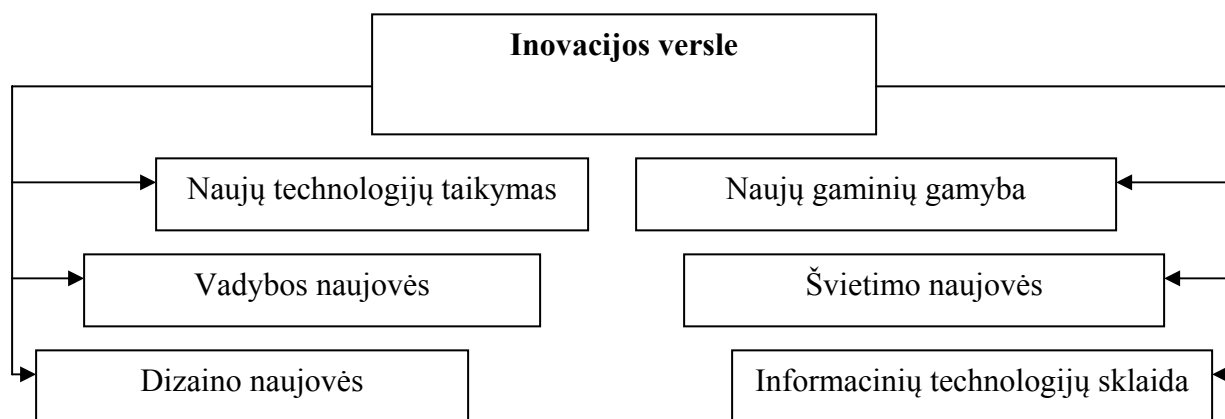 Inovacijos versle
Naujų technologijų taikymas
Naujų gaminių gamyba
Vadybos naujovės
Švietimo naujovės
Dizaino naujovės
Informacinių technologijų sklaida